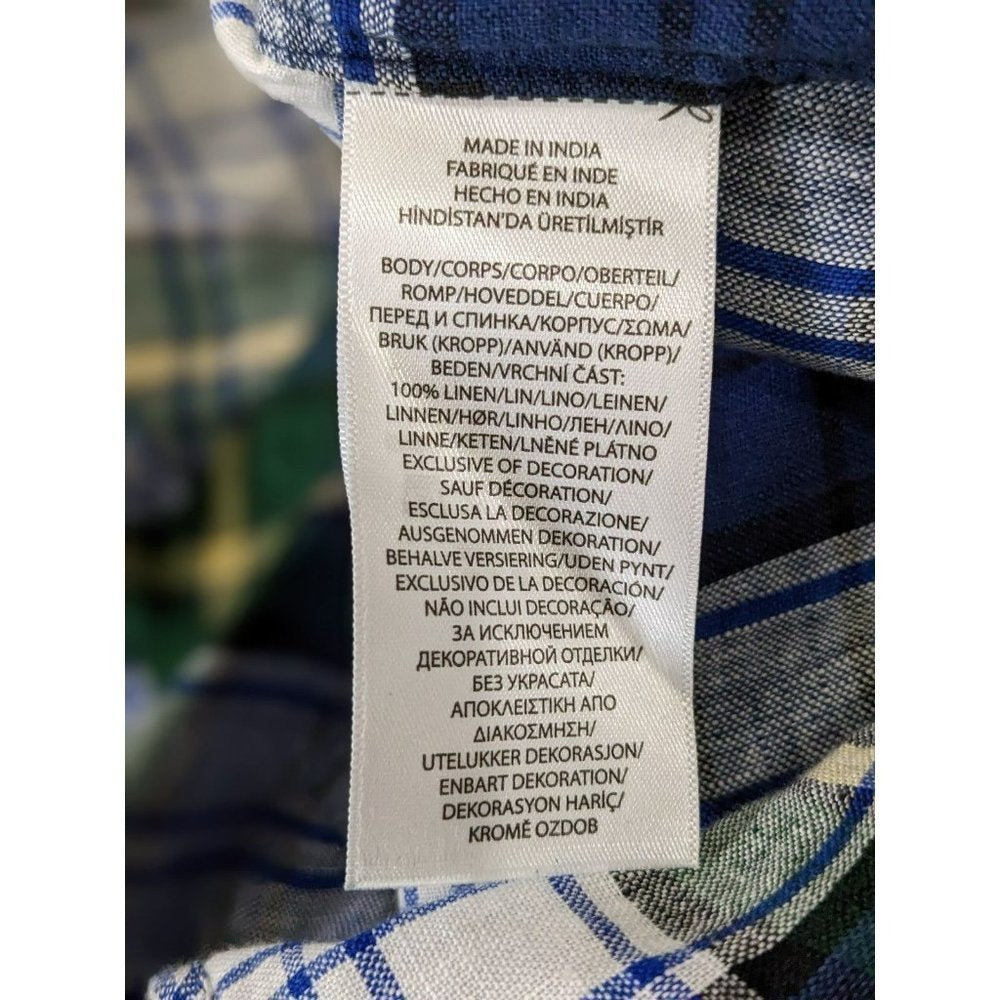 MADE IN INDIA
FABRIQUÉ EN INDE
HECHO EN INDIA
HİNDİSTAN'DA ÜRETİLMİŞTİR
BODY/CORPS/CORPO/OBERTEIL/
ROMP/HOVEDDEL/CUERPO/
ПЕРЕД И СПИНКА/КОРПУС/ΣΩΜΑ/
BRUK (KROPP)/ANVÄND (KROPP)/
BEDEN/VRCHNÍ ČÁST:
100% LINEN/LIN/LINO/LEINEN/
LINNEN/HØR/LINHO/ЛЕН/ΛΙΝΟ/
LINNE/KETEN/LNĚNÉ PLÁTNO
EXCLUSIVE OF DECORATION/
SAUF DÉCORATION/
ESCLUSA LA DECORAZIONE/
AUSGENOMMEN DEKORATION/
BEHALVE VERSIERING/UDEN PYNT/
EXCLUSIVO DE LA DECORACIÓN/
NÃO INCLUI DECORAÇÃO/
ЗА ИСКЛЮЧЕНИЕМ
ДЕКОРАТИВНОЙ ОТДЕЛКИ/
БЕЗ УКРАСАТА/
ΑΠΟΚΛΕΙΣΤΙΚΗ ΑΠΟ
ΔΙΑΚΟΣΜΗΣΗ/
UTELUKKER DEKORASJON/
ENBART DEKORATION/
DEKORASYON HARİÇ/
KROMĚ OZDOB